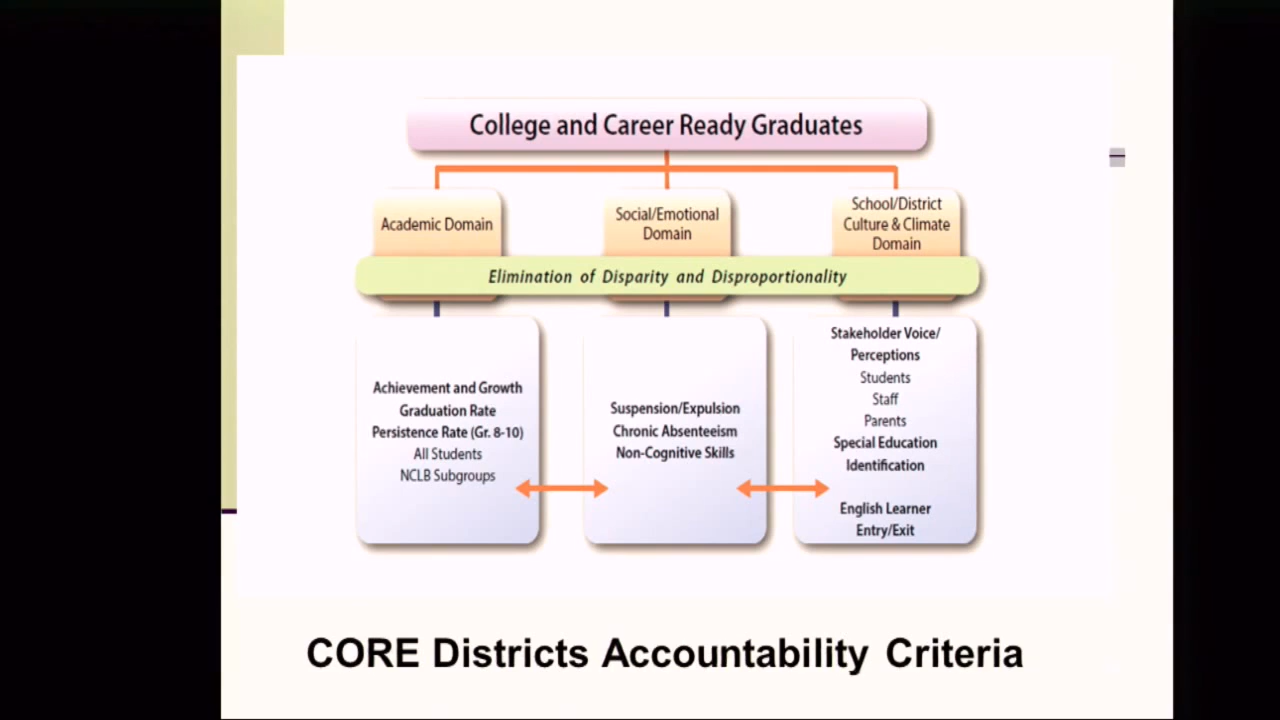 College and Career Ready Graduates
Academic Domain
Social/Emotional
Domain
School/District
Culture & Climate
Domain
Elimination of Disparity and Disproportionality
Achievement and Growth
Graduation Rate
Persistence Rate (Gr. 8-10)
All Students
NCLB Subgroups
Suspension/Expulsion
Chronic Absenteeism
Non-Cognitive Skills
Stakeholder Voice/
Perceptions
Students
Staff
Parents
Special Education
Identification
English Learner
Entry/Exit
CORE Districts Accountability Criteria